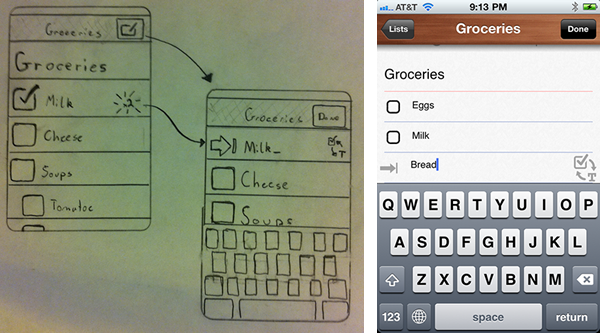 Groceries
Groceries
Milk
Cheese
Soups
Tomatoe
Groceries Done
Milk_
T
Cheese
Soups
AT&T 9:13 PM
Lists Groceries Done
Groceries
Eggs
Milk
Bread
T
Q W E R T Y U I O P
A S D F G H J K L
Z X C V B N M
123 space return